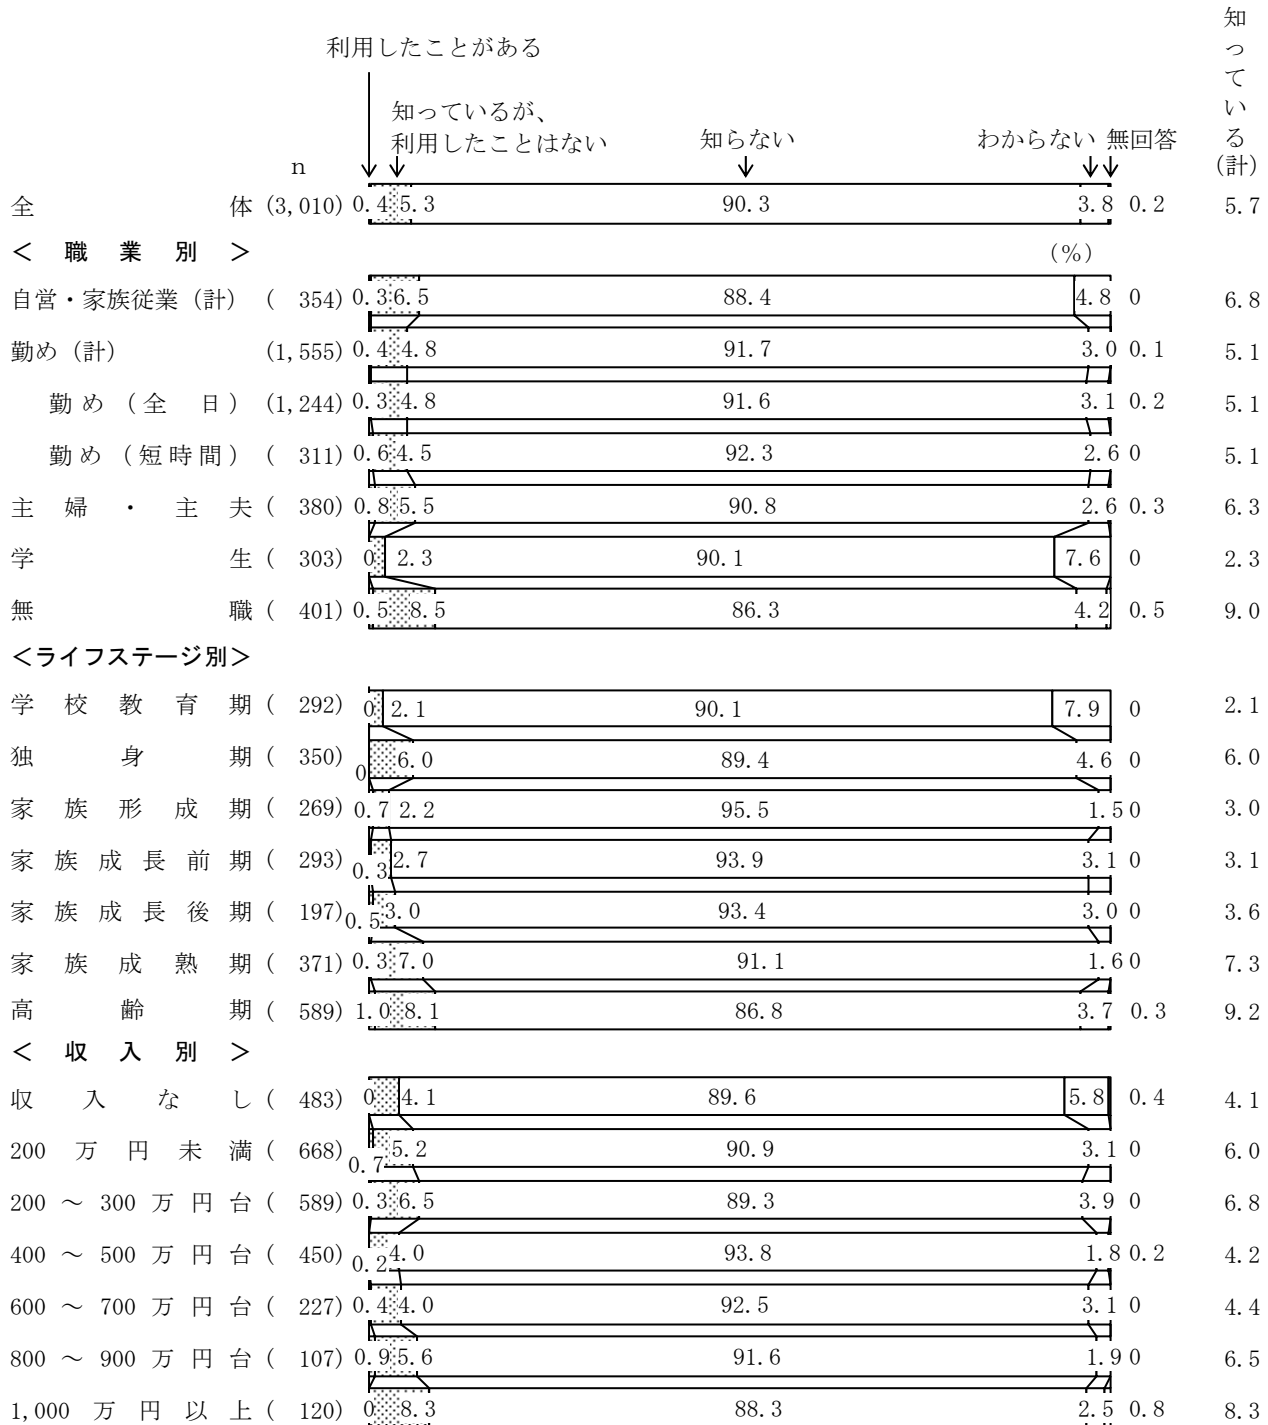 知っている(計)
利用したことがある
知っているが、
利用したことはない
知らない
わからない 無回答
n
全体 (3,010) 0.4 5.3 90.3 3.8 0.2 5.7
＜職業別＞ (%)
自営・家族従業（計） ( 354) 0.3 6.5 88.4 4.8 0 6.8
勤め（計） (1,555) 0.4 4.8 91.7 3.0 0.1 5.1
勤め（全日） (1,244) 0.3 4.8 91.6 3.1 0.2 5.1
勤め（短時間） ( 311) 0.6 4.5 92.3 2.6 0 5.1
主婦・主夫 ( 380) 0.8 5.5 90.8 2.6 0.3 6.3
学生 ( 303) 0 2.3 90.1 7.6 0 2.3
無職 ( 401) 0.5 8.5 86.3 4.2 0.5 9.0
＜ライフステージ別＞
学校教育期 ( 292) 0 2.1 90.1 7.9 0 2.1
独身期 ( 350) 0 6.0 89.4 4.6 0 6.0
家族形成期 ( 269) 0.7 2.2 95.5 1.5 0 3.0
家族成長前期 ( 293) 0.3 2.7 93.9 3.1 0 3.1
家族成長後期 ( 197) 0.5 3.0 93.4 3.0 0 3.6
家族成熟期 ( 371) 0.3 7.0 91.1 1.6 0 7.3
高齢期 ( 589) 1.0 8.1 86.8 3.7 0.3 9.2
＜収入別＞
収入なし ( 483) 0 4.1 89.6 5.8 0.4 4.1
200万円未満 ( 668) 0.7 5.2 90.9 3.1 0 6.0
200～300万円台 ( 589) 0.3 6.5 89.3 3.9 0 6.8
400～500万円台 ( 450) 0.2 4.0 93.8 1.8 0.2 4.2
600～700万円台 ( 227) 0.4 4.0 92.5 3.1 0 4.4
800～900万円台 ( 107) 0.9 5.6 91.6 1.9 0 6.5
1,000万円以上 ( 120) 0 8.3 88.3 2.5 0.8 8.3